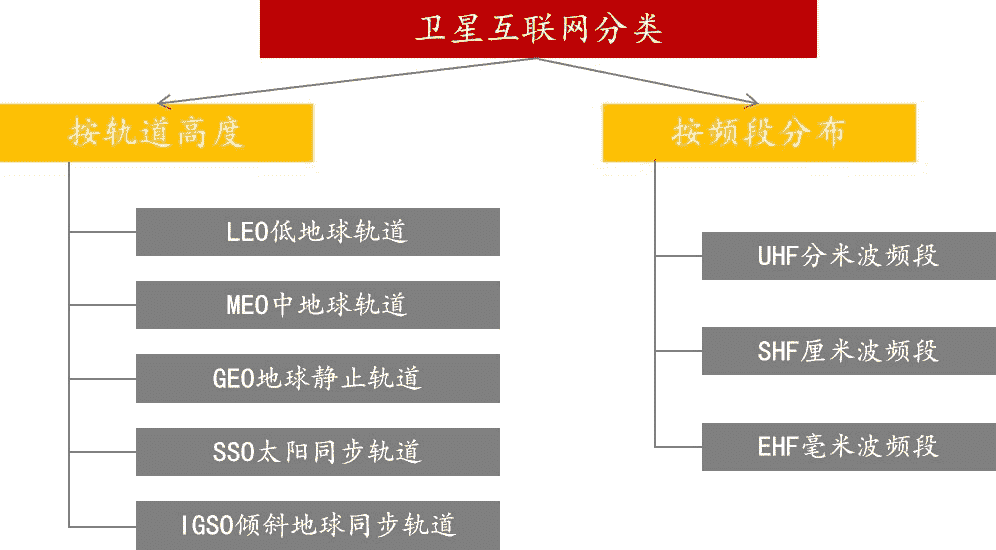 卫星互联网分类
按轨道高度
LEO低地球轨道
MEO中地球轨道
GEO地球静止轨道
SSO太阳同步轨道
IGSO倾斜地球同步轨道
按频段分布
UHF分米波频段
SHF厘米波频段
EHF毫米波频段